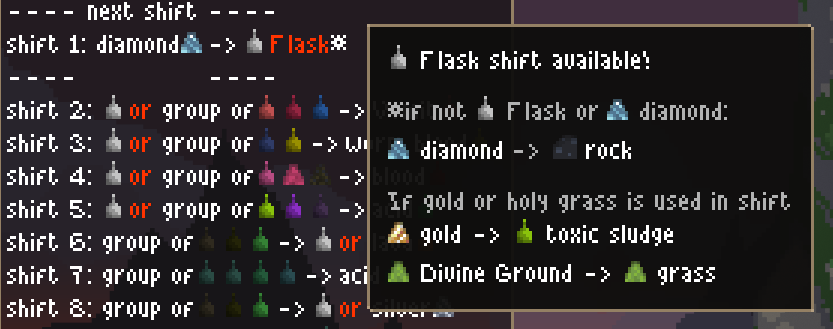 ---- next shift ----
shift 1: diamond -> Flask*
---- ----
shift 2: or group of ->
shift 3: or group of ->
shift 4: or group of -> blood
shift 5: or group of ->
shift 6: group of -> or
shift 7: group of -> acid
shift 8: group of -> or silver
Flask shift available!
*if not Flask or diamond:
diamond -> rock
If gold or holy grass is used in shift
gold -> toxic sludge
Divine Ground -> grass